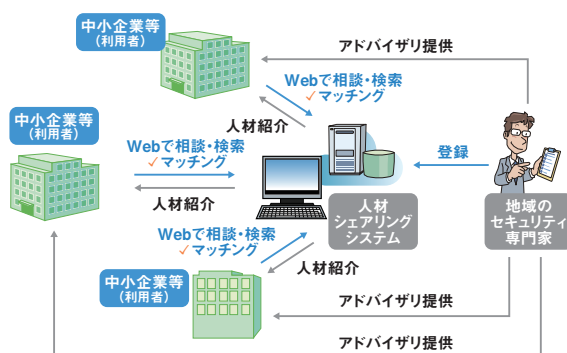 中小企業等
(利用者)
アドバイザリ提供
Webで相談・検索
✓マッチング
人材紹介
中小企業等
(利用者)
Webで相談・検索
✓マッチング
人材紹介
登録
人材
シェアリング
システム
地域の
セキュリティ
専門家
Webで相談・検索
✓マッチング
人材紹介
中小企業等
(利用者)
アドバイザリ提供
アドバイザリ提供